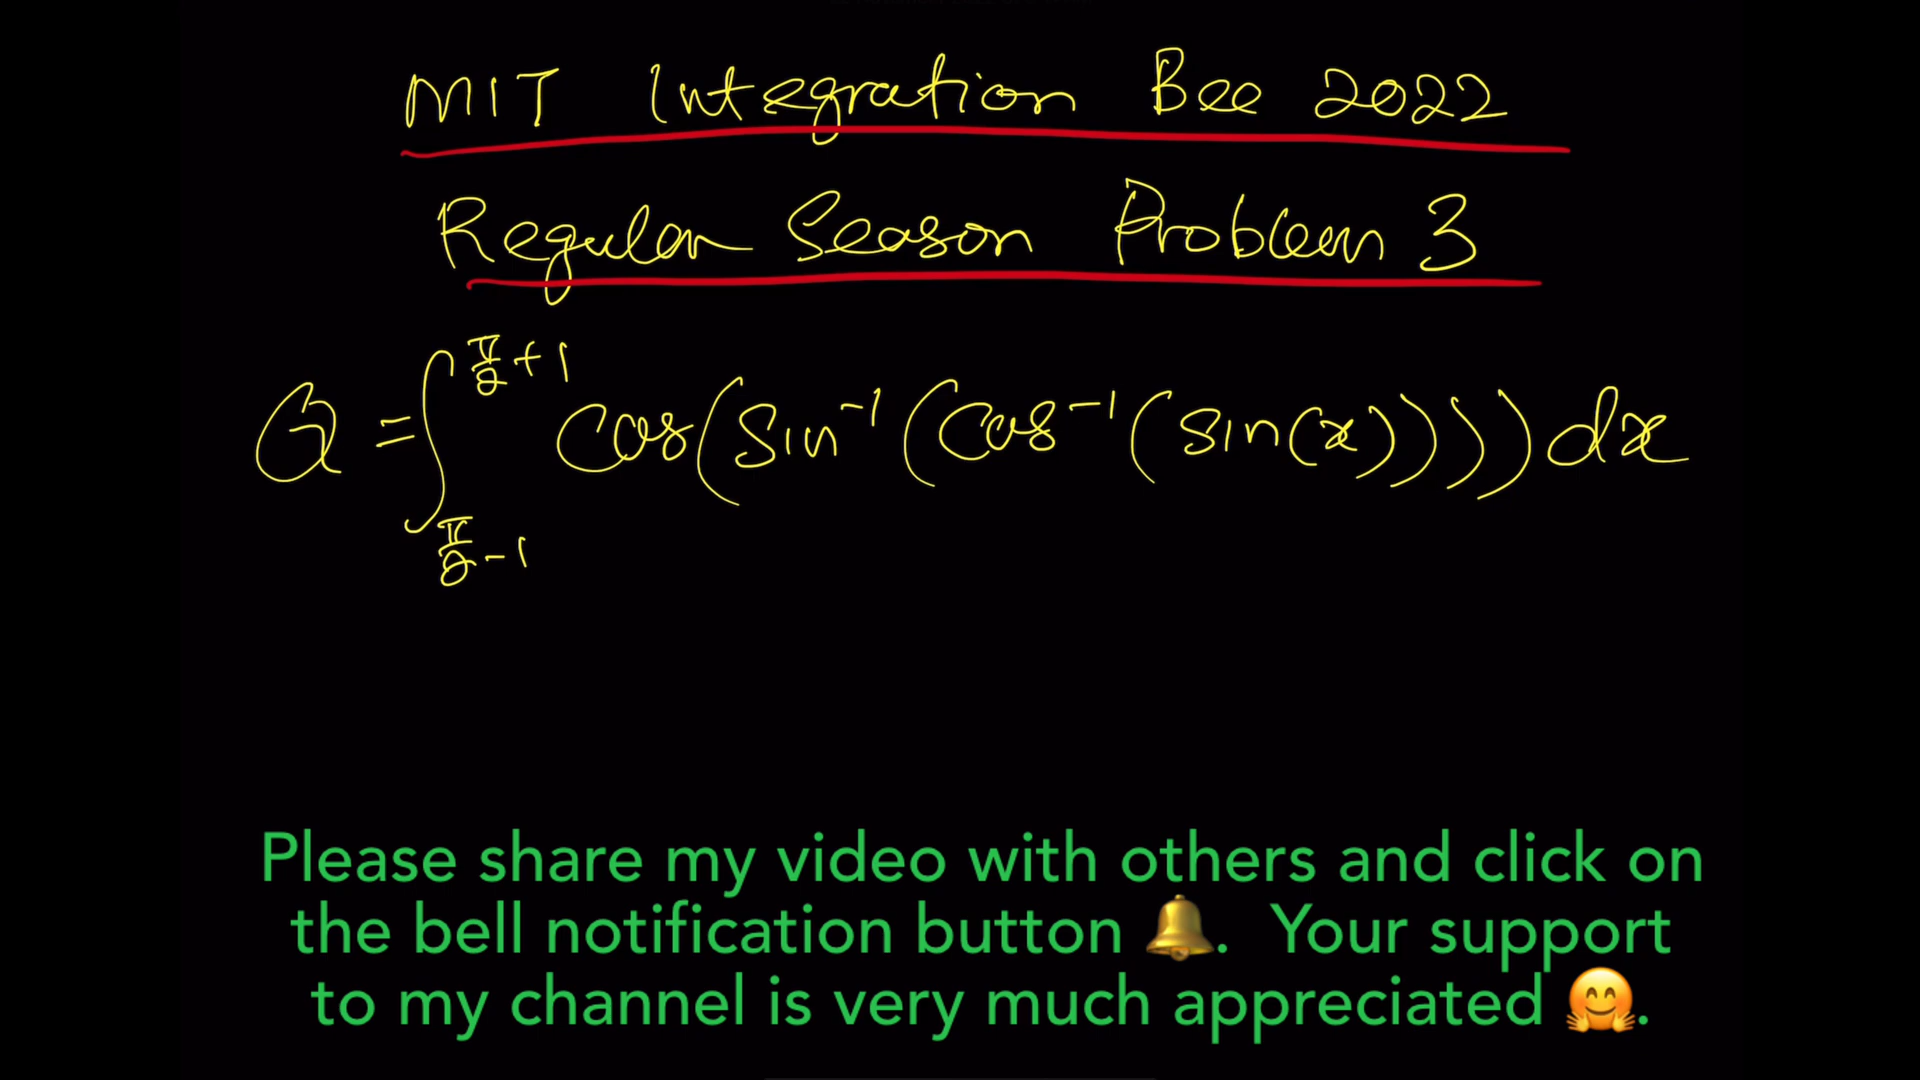 MIT Integration Bee 2022
Regular Season Problem 3
Q = ∫_{π/2 - 1}^{π/2 + 1} cos(sin⁻¹(cos⁻¹(sin(x)))) dx
Please share my video with others and click on
the bell notification button 🔔. Your support
to my channel is very much appreciated 🤗.